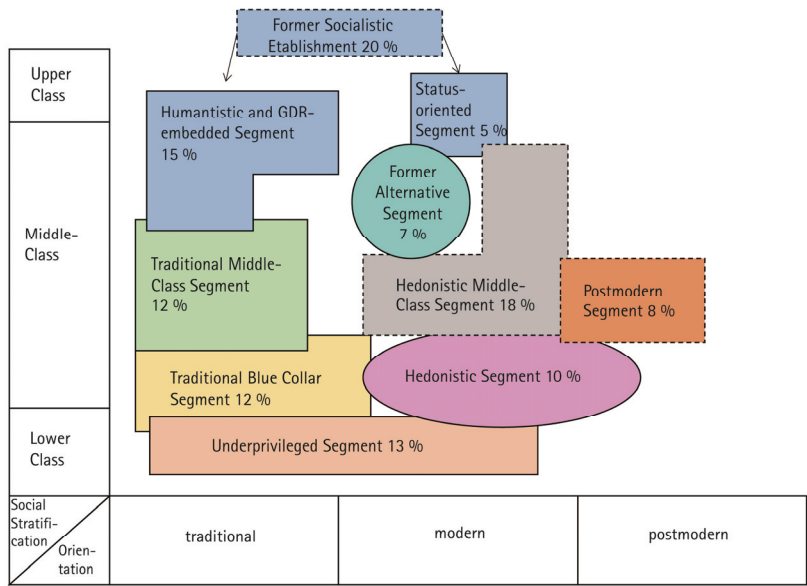 Former Socialistic
Etablishment 20 %
Upper
Class
Status-
oriented
Segment 5 %
Humantistic and GDR-
embedded Segment
15 %
Former
Alternative
Segment
7 %
Middle-
Class
Traditional Middle-
Class Segment
12 %
Hedonistic Middle-
Class Segment 18 %
Postmodern
Segment 8 %
Traditional Blue Collar
Segment 12 %
Hedonistic Segment 10 %
Lower
Class
Underprivileged Segment 13 %
Social
Stratifi-
cation
Orien-
tation
traditional
modern
postmodern